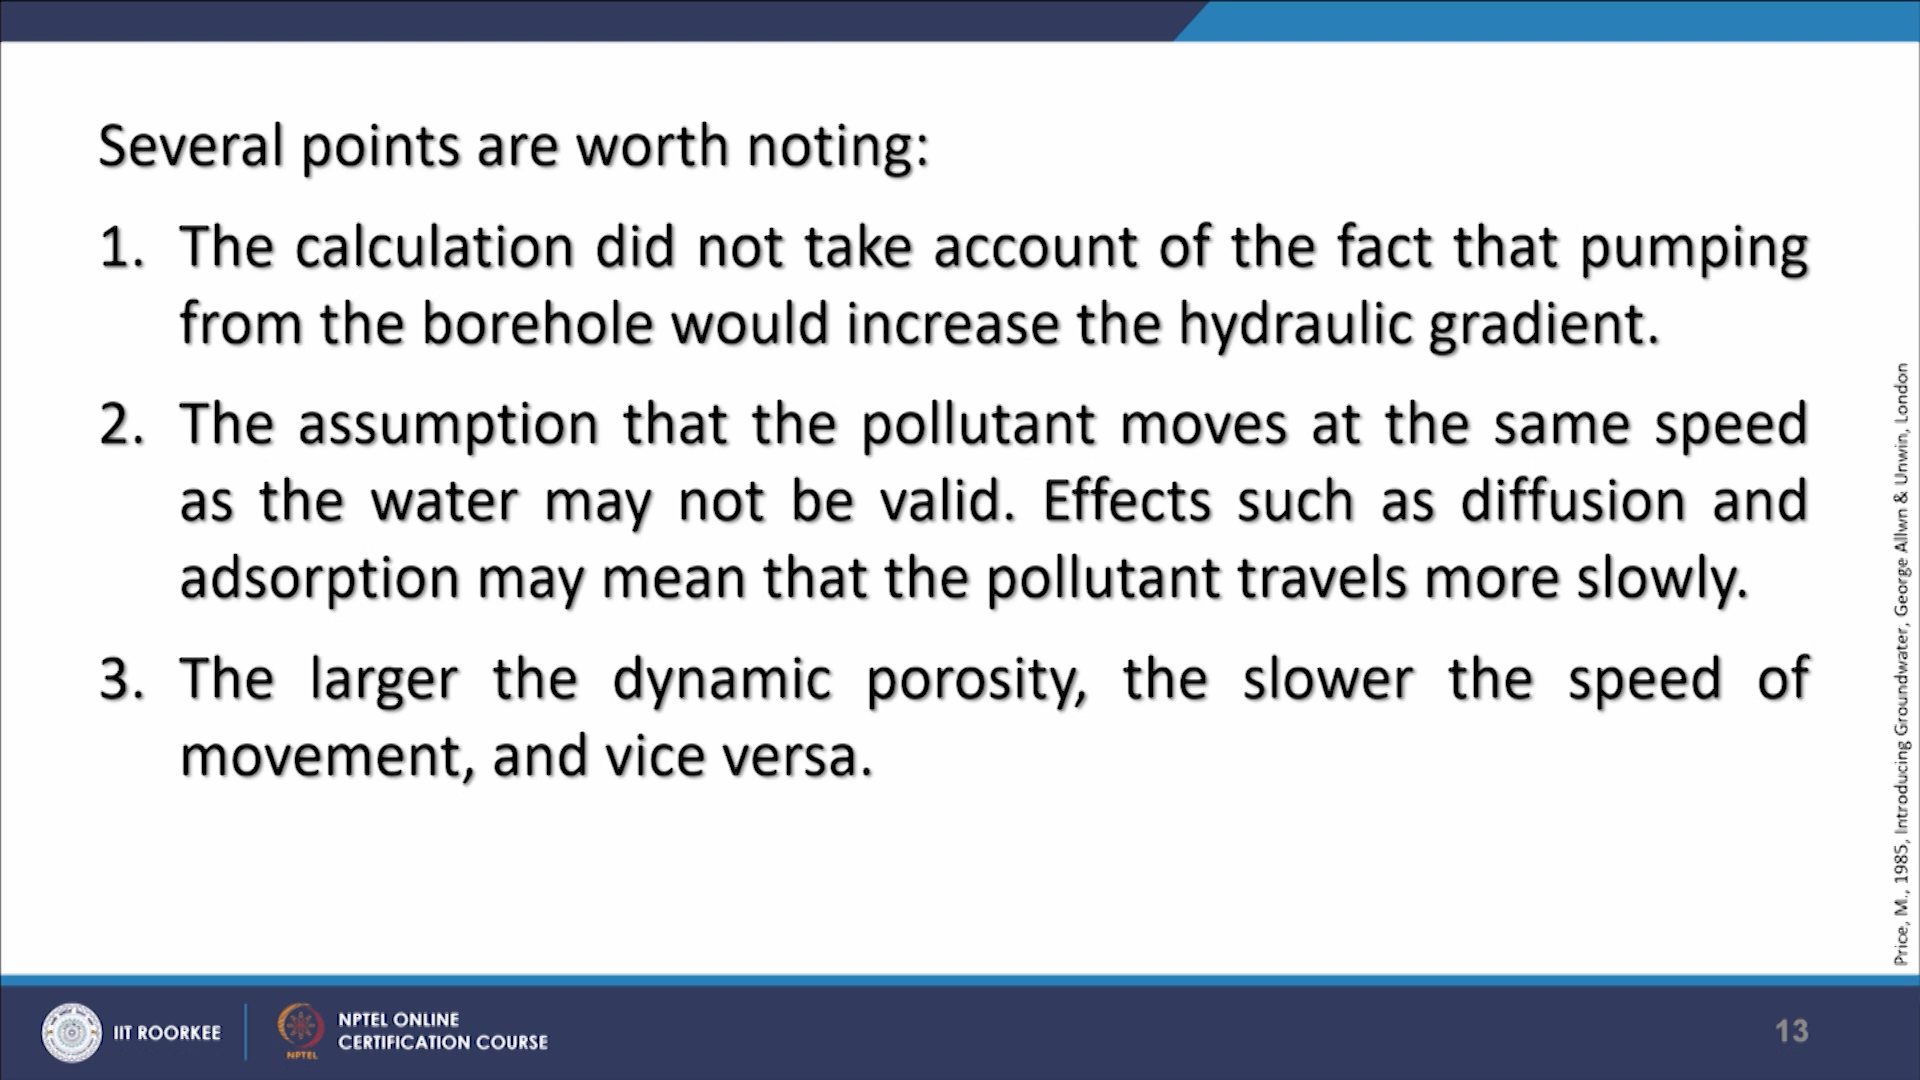 Several points are worth noting:
1. The calculation did not take account of the fact that pumping
from the borehole would increase the hydraulic gradient.
2. The assumption that the pollutant moves at the same speed
as the water may not be valid. Effects such as diffusion and
adsorption may mean that the pollutant travels more slowly.
3. The larger the dynamic porosity, the slower the speed of
movement, and vice versa.
Price, M., 1985, Introducing Groundwater, George Allwn & Unwin, London
IIT ROORKEE
NPTEL
NPTEL ONLINE
CERTIFICATION COURSE
13